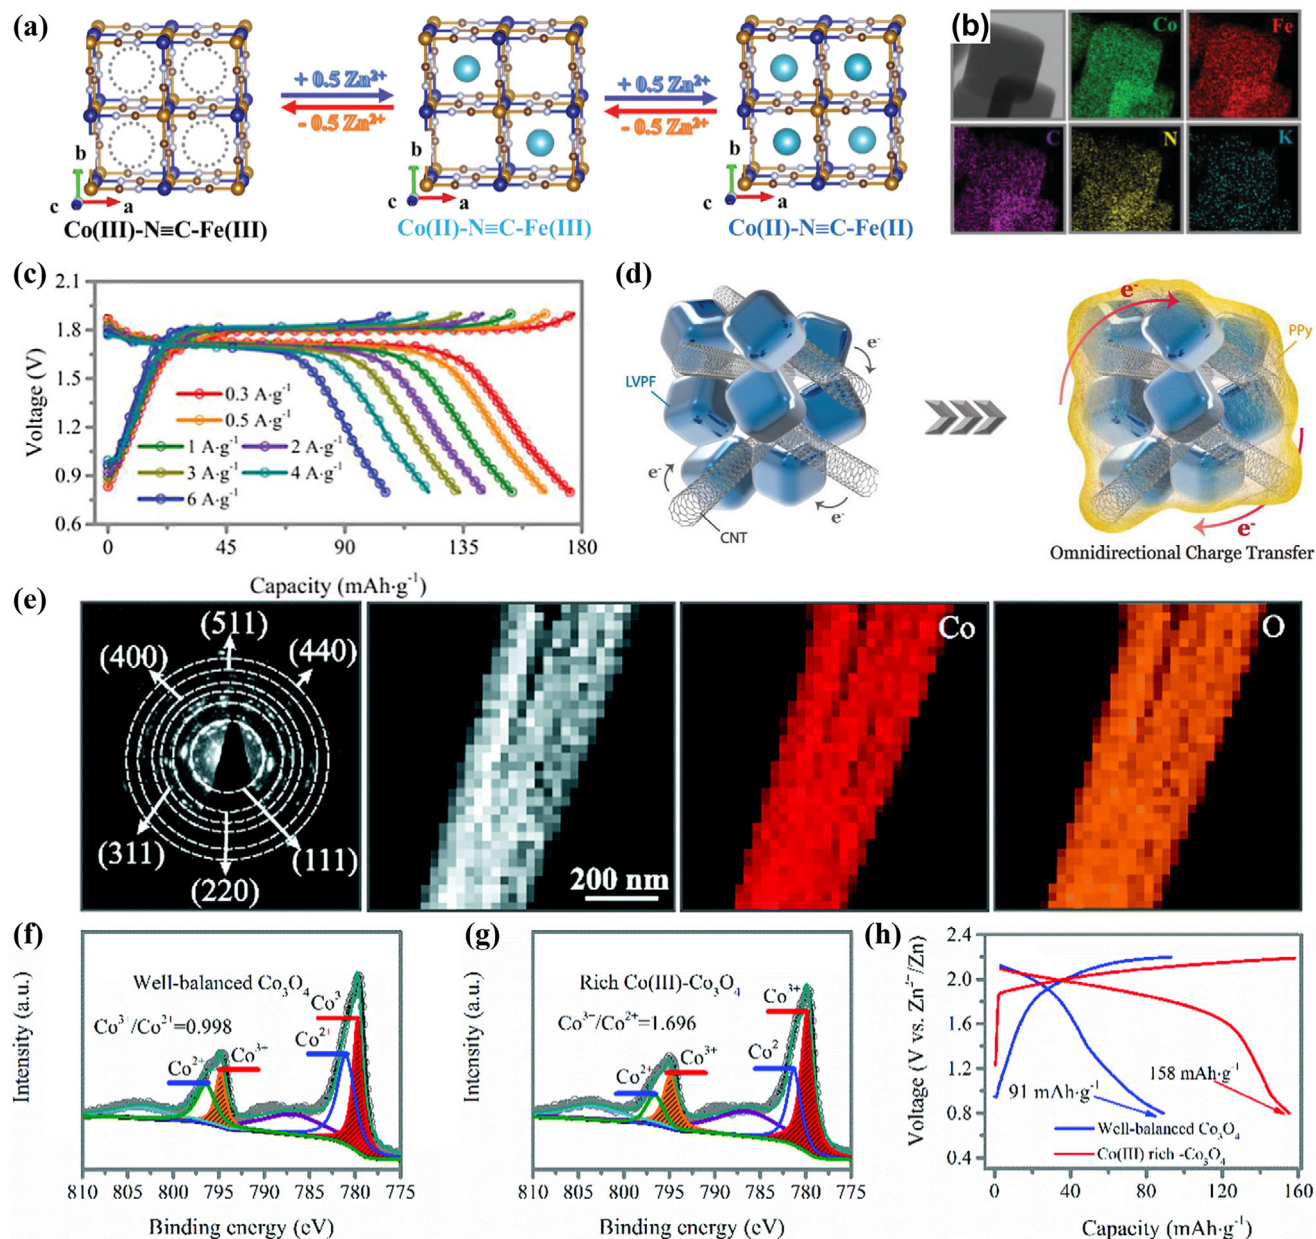 (a)
+ 0.5 Zn²⁺
- 0.5 Zn²⁺
+ 0.5 Zn²⁺
- 0.5 Zn²⁺
b
c
a
b
c
a
b
c
a
Co(III)-N≡C-Fe(III)
Co(II)-N≡C-Fe(III)
Co(II)-N≡C-Fe(II)
(b)
Co
Fe
C
N
K
(c)
Voltage (V)
2.1
1.8
1.5
1.2
0.9
0.6
0.3 A·g⁻¹
0.5 A·g⁻¹
1 A·g⁻¹
2 A·g⁻¹
3 A·g⁻¹
4 A·g⁻¹
6 A·g⁻¹
0
45
90
135
180
Capacity (mAh·g⁻¹)
(d)
LVPF
e⁻
e⁻
e⁻
CNT
e⁻
PPy
e⁻
Omnidirectional Charge Transfer
(e)
(511)
(400)
(440)
(311)
(111)
(220)
200 nm
Co
O
(f)
Intensity (a.u.)
Well-balanced Co₃O₄
Co³⁺/Co²⁺=0.998
Co³
Co²⁺
Co²⁺
Co³⁺
810
805
800
795
790
785
780
775
Binding energy (eV)
(g)
Intensity (a.u.)
Rich Co(III)-Co₃O₄
Co³⁺/Co²⁺=1.696
Co³⁺
Co²
Co²⁺
Co³⁺
810
805
800
795
790
785
780
775
Binding energy (eV)
(h)
Voltage (V vs. Zn²⁺/Zn)
2.4
2.0
1.6
1.2
0.8
0.4
91 mAh·g⁻¹
158 mAh·g⁻¹
Well-balanced Co₃O₄
Co(III) rich -Co₃O₄
0
40
80
120
160
Capacity (mAh·g⁻¹)